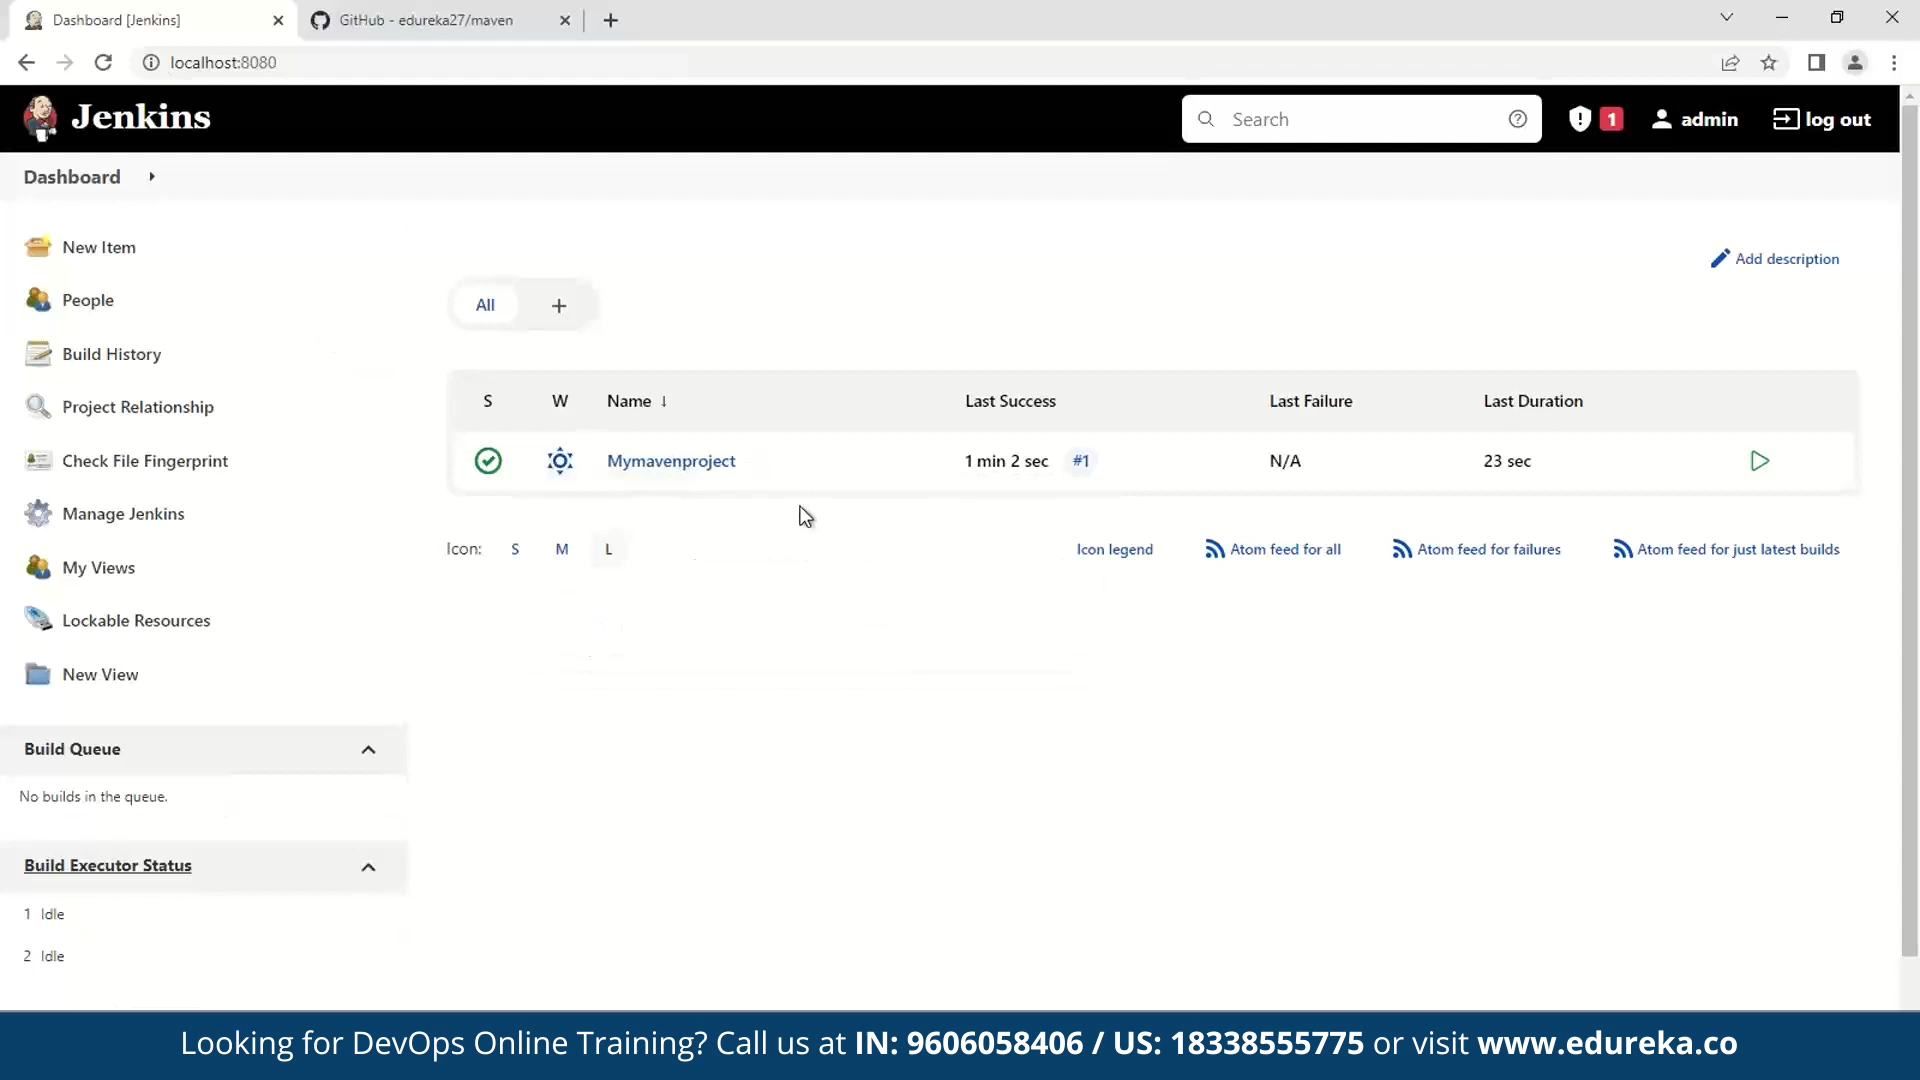 Dashboard [Jenkins]
GitHub - edureka27/maven
localhost:8080
Jenkins
Search
1
admin
log out
Dashboard
New Item
People
Build History
Project Relationship
Check File Fingerprint
Manage Jenkins
My Views
Lockable Resources
New View
Build Queue
No builds in the queue.
Build Executor Status
1 Idle
2 Idle
Add description
All +
S W Name ↓ Last Success Last Failure Last Duration
Mymavenproject 1 min 2 sec #1 N/A 23 sec
Icon: S M L Icon legend Atom feed for all Atom feed for failures Atom feed for just latest builds
Looking for DevOps Online Training? Call us at IN: 9606058406 / US: 18338555775 or visit www.edureka.co